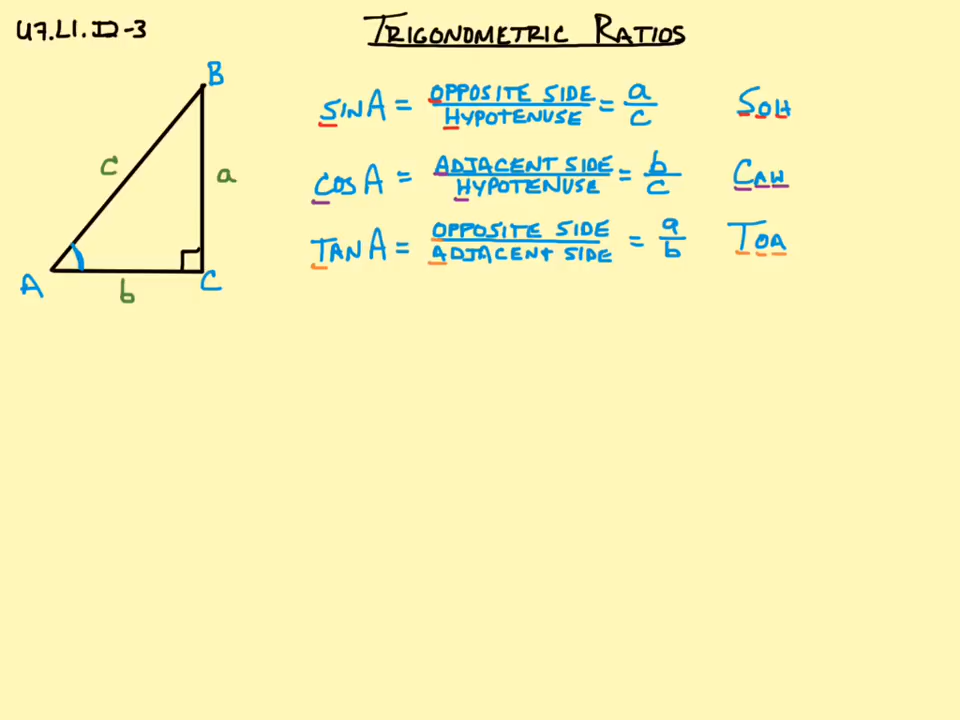 U7.L1.D-3
TRIGONOMETRIC RATIOS
B
c
a
A
b
C
SIN A = OPPOSITE SIDE / HYPOTENUSE = a / c SOH
COS A = ADJACENT SIDE / HYPOTENUSE = b / c CAH
TAN A = OPPOSITE SIDE / ADJACENT SIDE = a / b TOA